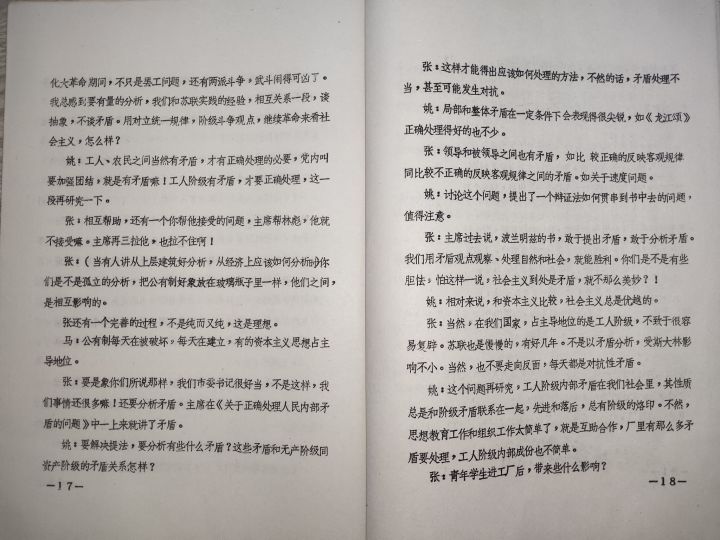 化大革命期间，不只是罢工问题，还有两派斗争，武斗闹得可凶了。
我总感到要有量的分析，我们和苏联实践的经验，相互关系一段，谈
抽象，不谈矛盾。用对立统一规律，阶级斗争观点，继续革命来看社
会主义，怎么样？
姚：工人、农民之间当然有矛盾，才有正确处理的必要，党内叫
要加强团结，就是有矛盾嘛！工人阶级有矛盾，才要正确处理，这一
段再研究一下。
张：相互帮助，还有一个你帮他接受的问题，主席帮林彪，他就
不接受嘛。主席再三拉他，也拉不住啊！
张：（当有人讲从上层建筑好分析，从经济上应该如何分析时）你
们是不是孤立的分析，把公有制好象放在玻璃瓶子里一样，他们之间，
是相互影响的。
张还有一个完善的过程，不是纯而又纯，这是理想。
马：公有制每天在被破坏，每天在建立，有的资本主义思想占主
导地位。
张：要是象你们所说那样，我们市委书记很好当，不是这样，我
们事情还很多嘛！还要分析矛盾。主席在《关于正确处理人民内部矛
盾的问题》中一上来就讲了矛盾。
姚：要解决提法，要分析有些什么矛盾？这些矛盾和无产阶级同
资产阶级的矛盾关系怎样？
—17—
张：这样才能得出应该如何处理的方法，不然的话，矛盾处理不
当，甚至可能发生对抗。
姚：局部和整体矛盾在一定条件下会表现得很尖锐，如《龙江颂》
正确处理得好的也不少。
张：领导和被领导之间也有矛盾，如比 较正确的反映客观规律
同比较不正确的反映客观规律之间的矛盾。如关于速度问题。
姚：讨论这个问题，提出了一个辩证法如何贯串到书中去的问题，
值得注意。
张：主席过去说，波兰明兹的书，敢于提出矛盾，敢于分析矛盾。
我们用矛盾观点观察、处理自然和社会，就能胜利。你们是不是有些
胆怯，怕这样一说，社会主义到处是矛盾，就不那么美妙？！
姚：相对来说，和资本主义比较，社会主义总是优越的。
张：当然，在我们国家，占主导地位的是工人阶级，不致于很容
易复辟。苏联也是慢慢的，有好几年。不是以矛盾分析，受斯大林影
响不小。当然，也不要走向反面，每天都是对抗性矛盾。
姚：这个问题再研究，工人阶级内部矛盾在我们社会里，其性质
总是和阶级矛盾联系在一起，先进和落后，总有阶级的烙印。不然，
思想教育工作和组织工作大简单了，就是互助合作，厂里有那么多矛
盾要处理，工人阶级内部成份也不简单。
张：青年学生进工厂后，带来些什么影响？
—18—